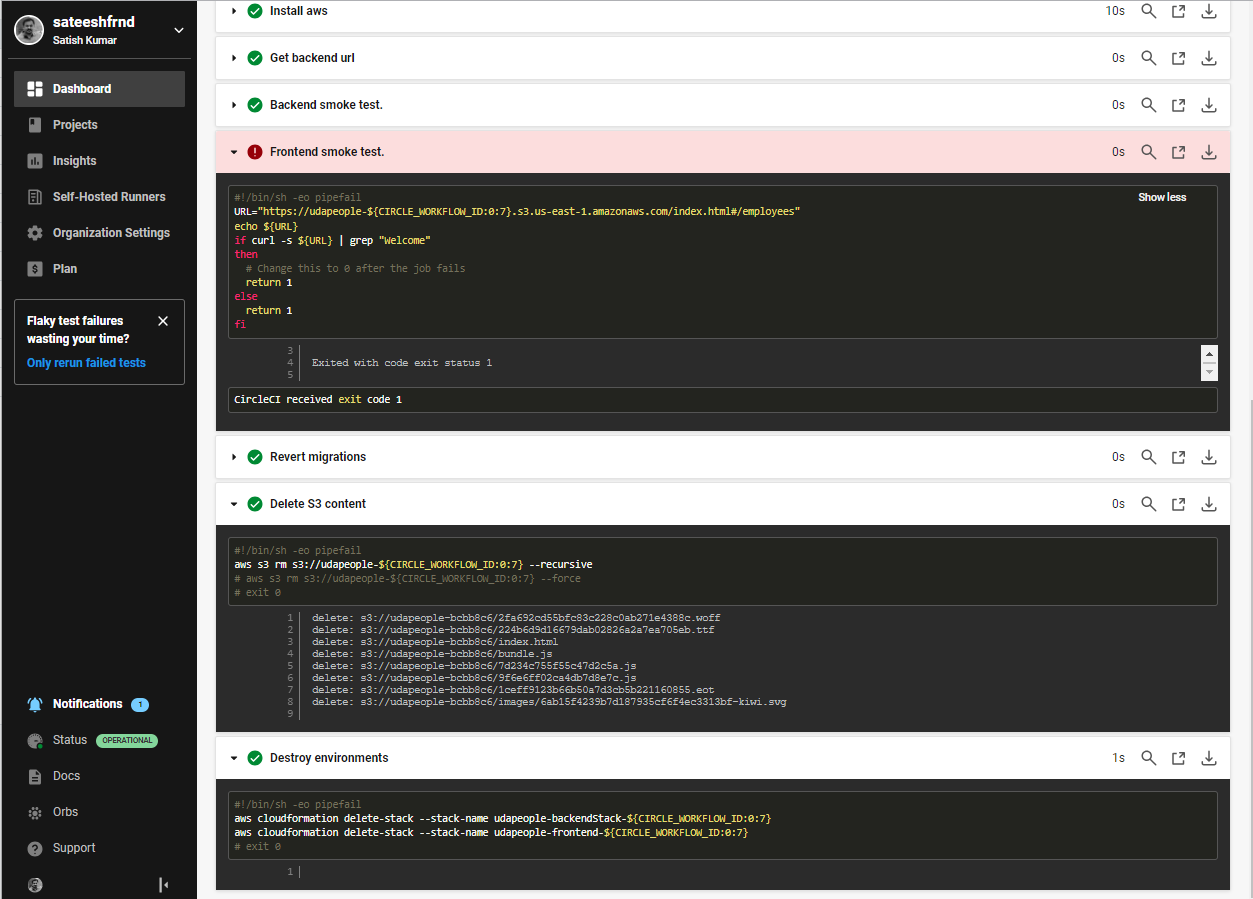 sateeshfrnd
Satish Kumar
Dashboard
Projects
Insights
Self-Hosted Runners
Organization Settings
Plan
Flaky test failures
wasting your time?
Only rerun failed tests
Notifications 1
Status OPERATIONAL
Docs
Orbs
Support
Install aws 10s
Get backend url 0s
Backend smoke test. 0s
Frontend smoke test. 0s
#!/bin/sh -eo pipefail
Show less
URL="https://udapeople-${CIRCLE_WORKFLOW_ID:0:7}.s3.us-east-1.amazonaws.com/index.html#/employees"
echo ${URL}
if curl -s ${URL} | grep "Welcome"
then
# Change this to 0 after the job fails
return 1
else
return 1
fi
3
4 Exited with code exit status 1
5
CircleCI received exit code 1
Revert migrations 0s
Delete S3 content 0s
#!/bin/sh -eo pipefail
aws s3 rm s3://udapeople-${CIRCLE_WORKFLOW_ID:0:7} --recursive
# aws s3 rm s3://udapeople-${CIRCLE_WORKFLOW_ID:0:7} --force
# exit 0
1 delete: s3://udapeople-bcbb8c6/2fa692cd55bfc83c228c0ab271e4388c.woff
2 delete: s3://udapeople-bcbb8c6/224b6d9d16679dab02826a2a7ea705eb.ttf
3 delete: s3://udapeople-bcbb8c6/index.html
4 delete: s3://udapeople-bcbb8c6/bundle.js
5 delete: s3://udapeople-bcbb8c6/7d234c755f55c47d2c5a.js
6 delete: s3://udapeople-bcbb8c6/9f6e6ff02ca4db7d8e7c.js
7 delete: s3://udapeople-bcbb8c6/1ceff9123b66b50a7d3cb5b221160855.eot
8 delete: s3://udapeople-bcbb8c6/images/6ab15f4239b7d187935cf6f4ec3313bf-kiwi.svg
9
Destroy environments 1s
#!/bin/sh -eo pipefail
aws cloudformation delete-stack --stack-name udapeople-backendStack-${CIRCLE_WORKFLOW_ID:0:7}
aws cloudformation delete-stack --stack-name udapeople-frontend-${CIRCLE_WORKFLOW_ID:0:7}
# exit 0
1